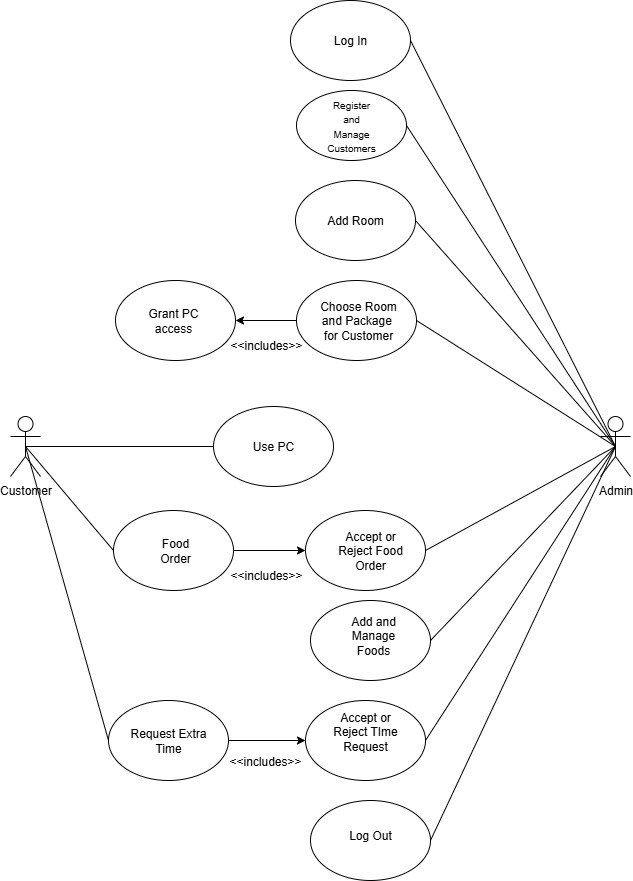 Log In
Register
and
Manage
Customers
Add Room
Grant PC
access
<<includes>>
Choose Room
and Package
for Customer
Customer
Use PC
Admin
Food
Order
<<includes>>
Accept or
Reject Food
Order
Add and
Manage
Foods
Request Extra
Time
<<includes>>
Accept or
Reject TIme
Request
Log Out